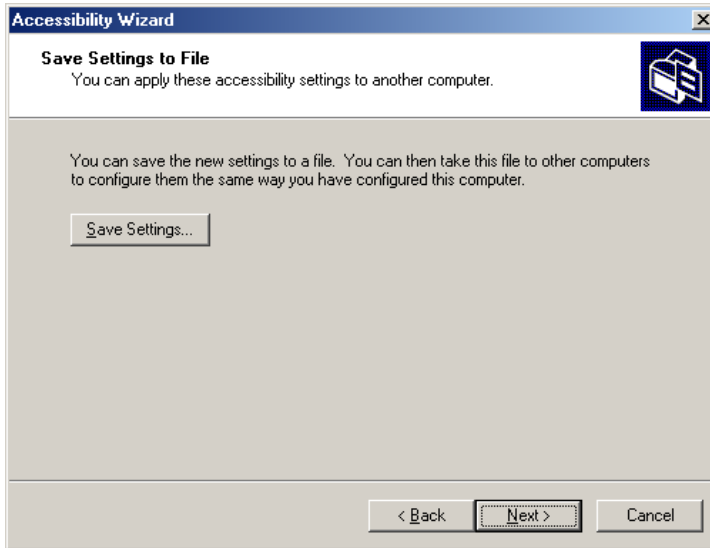 Accessibility Wizard
Save Settings to File
You can apply these accessibility settings to another computer.
You can save the new settings to a file. You can then take this file to other computers
to configure them the same way you have configured this computer.
Save Settings...
< Back
Next >
Cancel